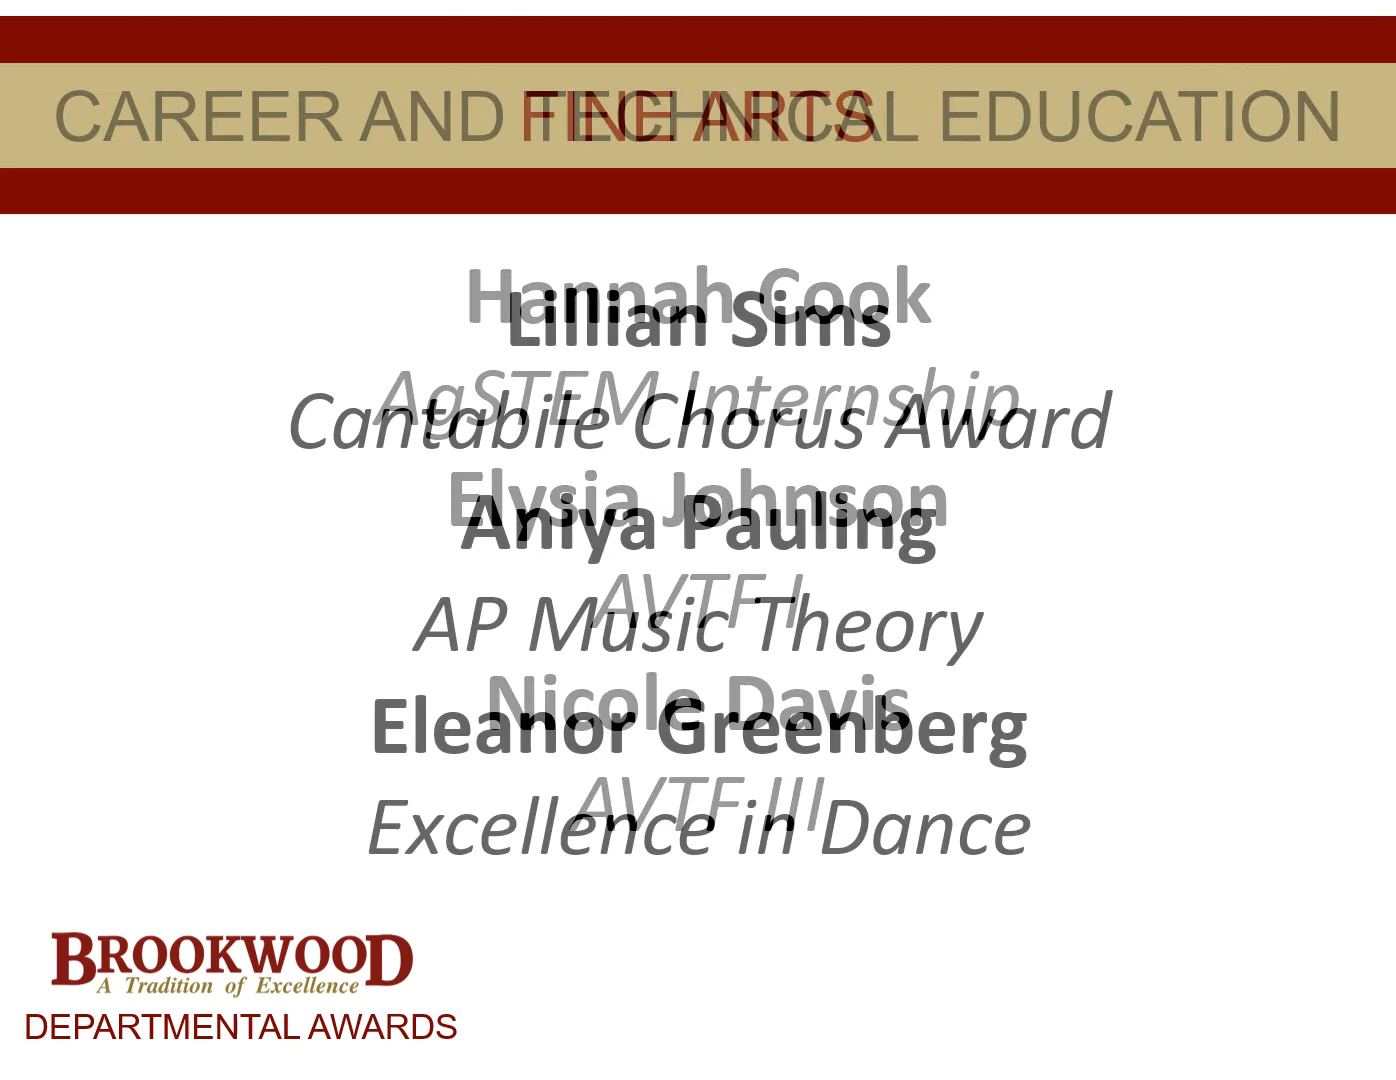 CAREER AND TECHNICAL EDUCATION
FINE ARTS
Hannah Cook
Lillian Sims
AgSTEM Internship
Cantabile Chorus Award
Elysia Johnson
Aniya Pauling
AVTF I
AP Music Theory
Nicole Davis
Eleanor Greenberg
AVTF III
Excellence in Dance
BROOKWOOD
A Tradition of Excellence
DEPARTMENTAL AWARDS